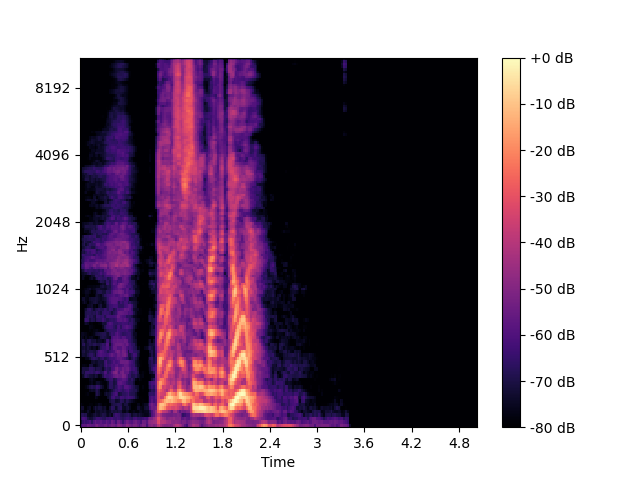 8192
4096
2048
1024
512
0
Hz
0 0.6 1.2 1.8 2.4 3 3.6 4.2 4.8
Time
+0 dB
-10 dB
-20 dB
-30 dB
-40 dB
-50 dB
-60 dB
-70 dB
-80 dB